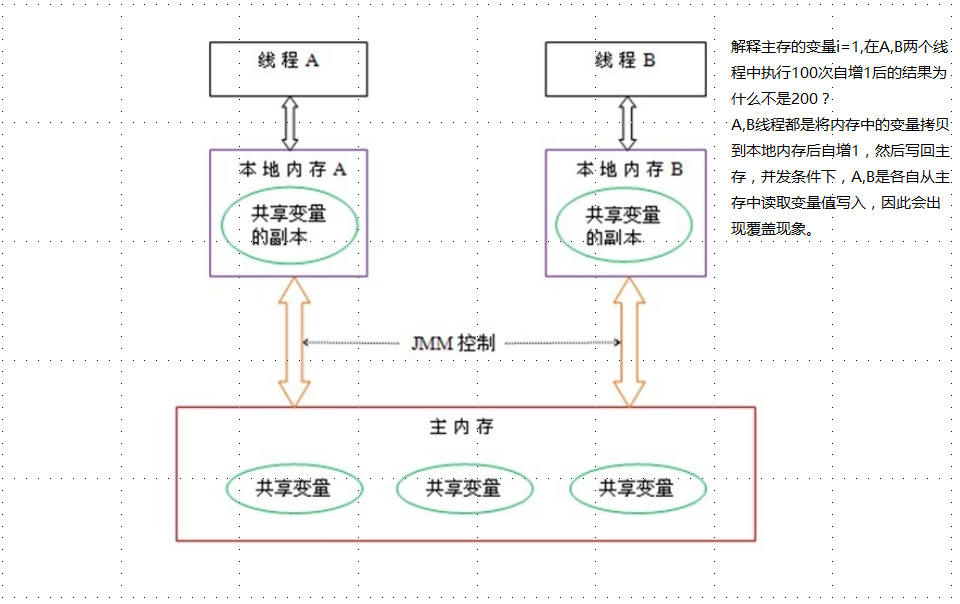 线程A
线程B
本地内存A
共享变量
的副本
本地内存B
共享变量
的副本
JMM 控制
主内存
共享变量
共享变量
共享变量
解释主存的变量i=1,在A,B两个线
程中执行100次自增1后的结果为
什么不是200？
A,B线程都是将内存中的变量拷贝
到本地内存后自增1，然后写回主
存，并发条件下，A,B是各自从主
存中读取变量值写入，因此会出
现覆盖现象。